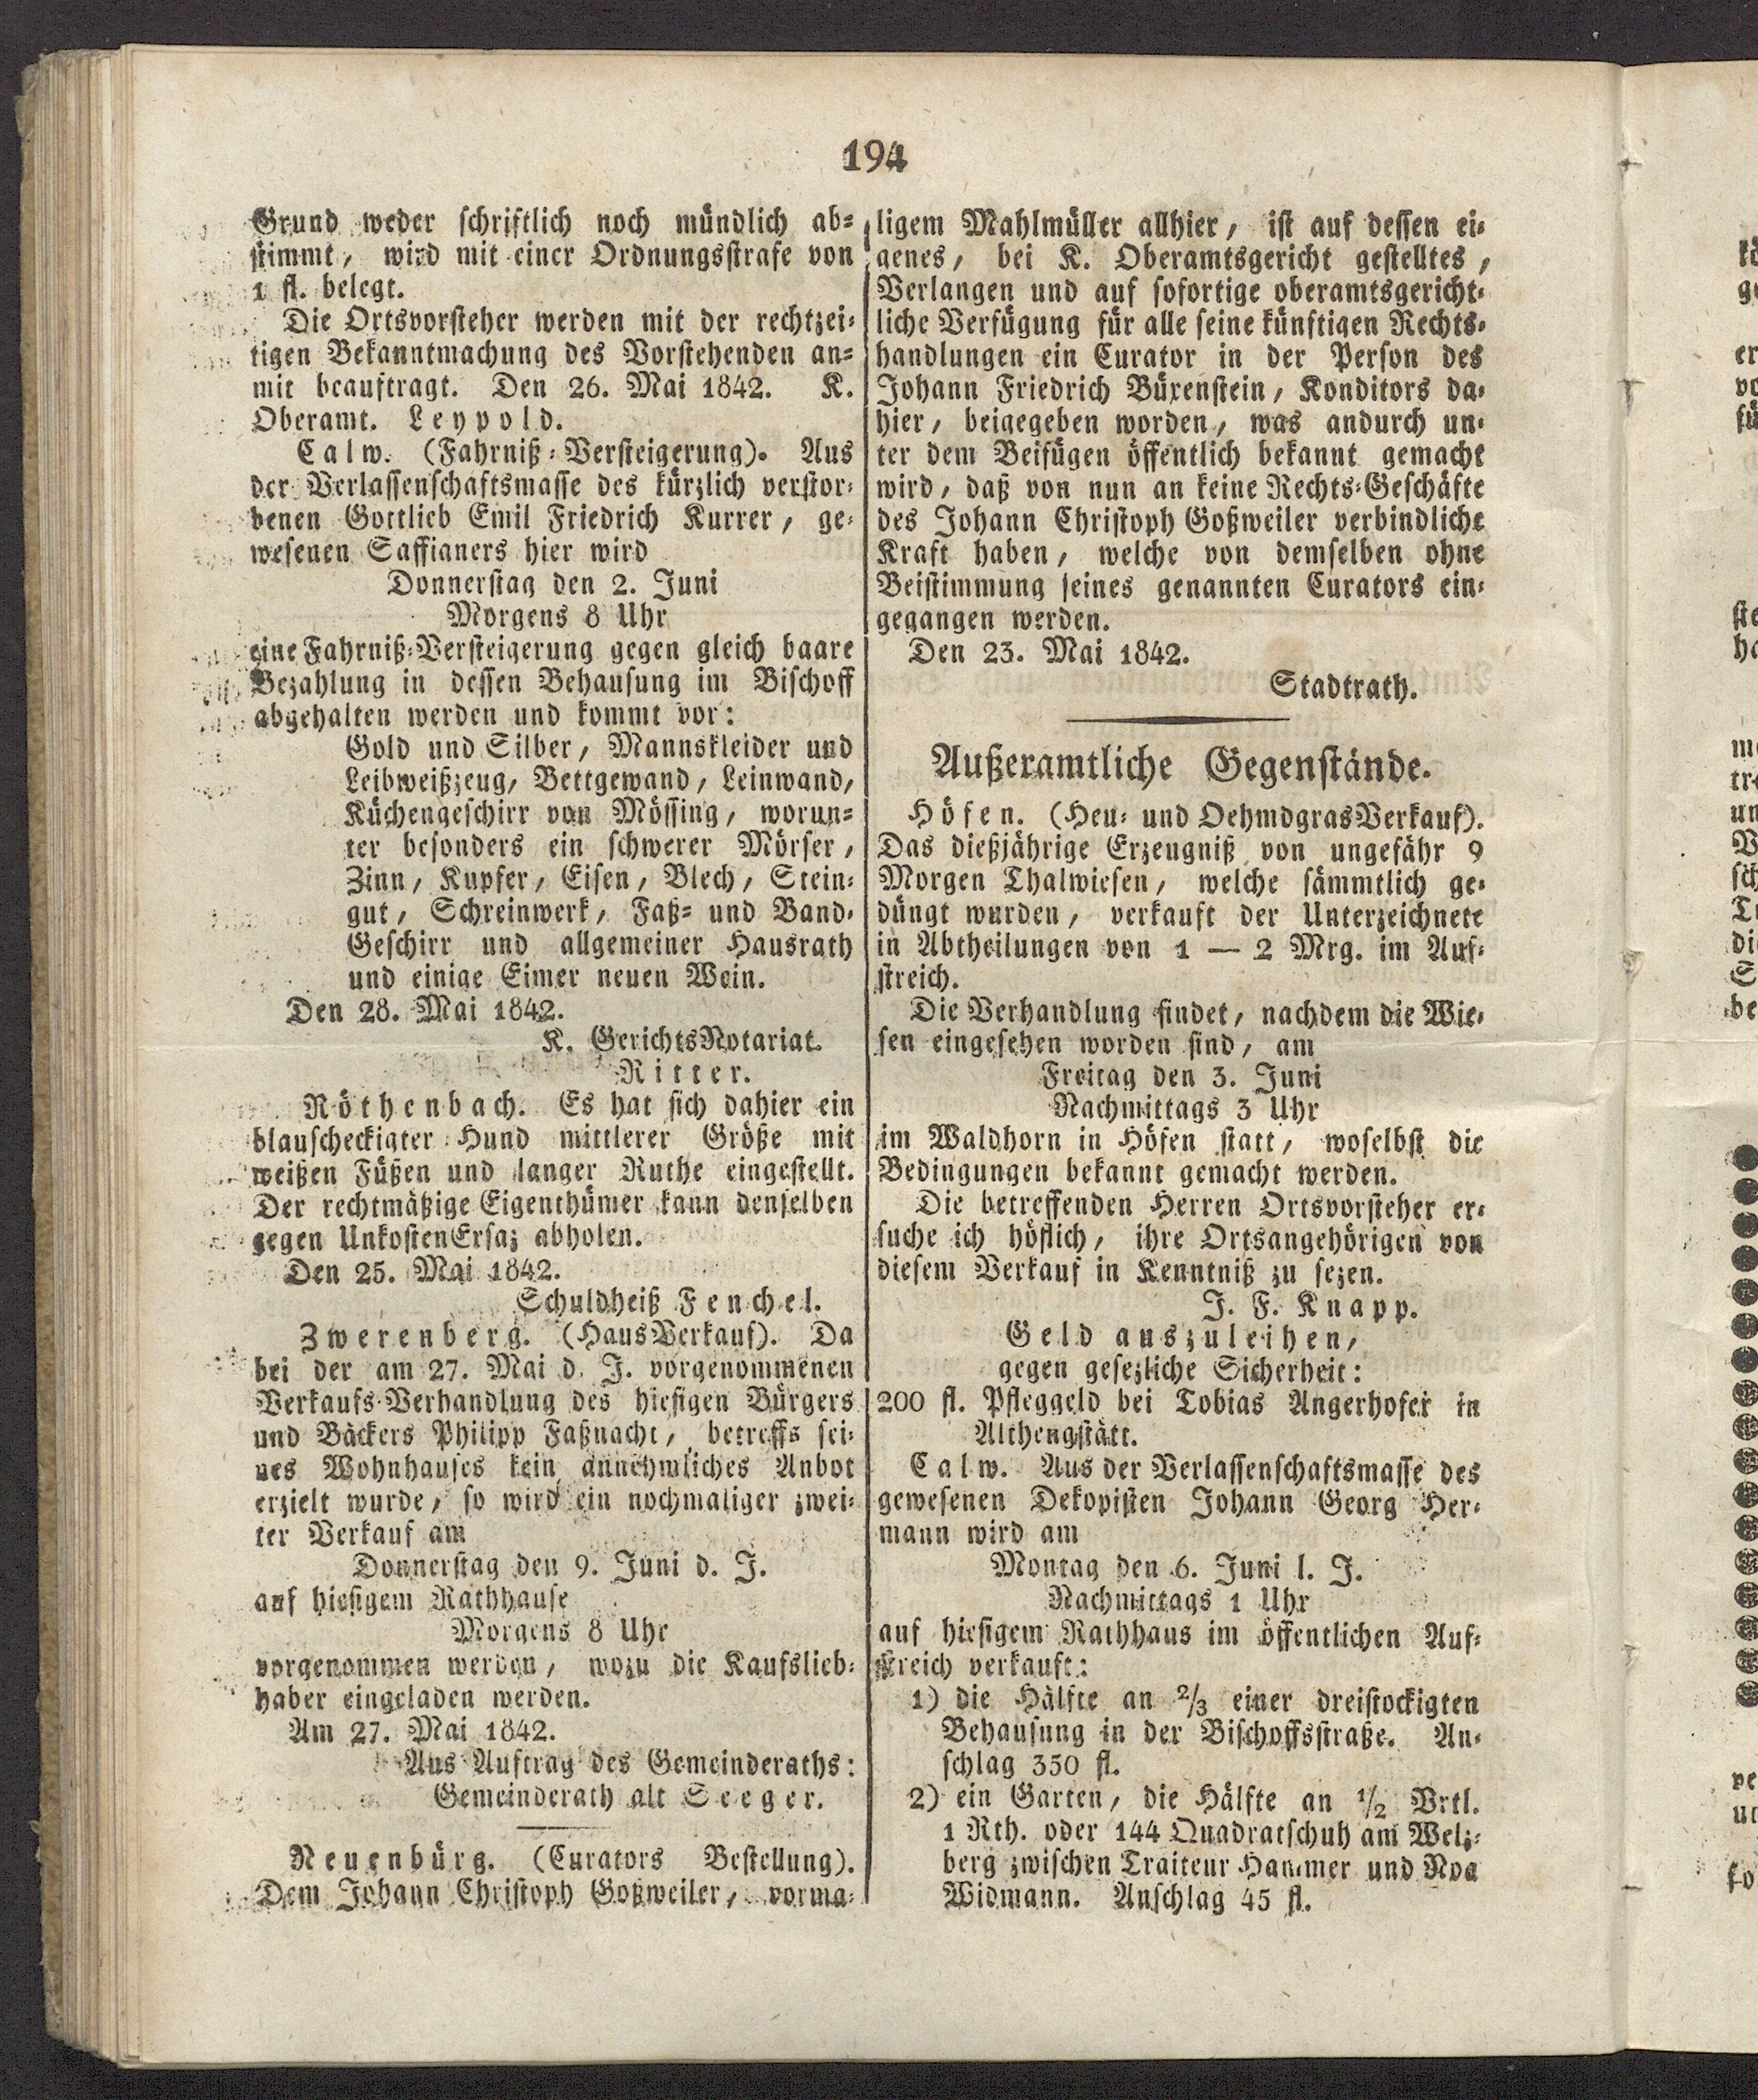 194
Grund weder schriftlich noch mündlich ab-
stimmt, wird mit einer Ordnungsstrafe von
1 fl. belegt.
Die Ortsvorsteher werden mit der rechtzei-
tigen Bekanntmachung des Vorstehenden an-
mit beauftragt. Den 26. Mai 1842. K.
Oberamt. Leypold.
Calw. (Fahrniß-Versteigerung). Aus
der Verlassenschaftsmasse des kürzlich verstor-
benen Gottlieb Emil Friedrich Kurrer, ge-
wesenen Saffianers hier wird
Donnerstag den 2. Juni
Morgens 8 Uhr
eine Fahrniß-Versteigerung gegen gleich baare
Bezahlung in dessen Behausung im Bischoff
abgehalten werden und kommt vor:
Gold und Silber, Mannskleider und
Leibweißzeug, Bettgewand, Leinwand,
Küchengeschirr von Mössing, worun-
ter besonders ein schwerer Mörser,
Zinn, Kupfer, Eisen, Blech, Stein-
gut, Schreinwerk, Faß- und Band-
Geschirr und allgemeiner Hausrath
und einige Eimer neuen Wein.
Den 28. Mai 1842.
K. GerichtsNotariat.
Ritter.
Röthenbach. Es hat sich dahier ein
blauscheckigter Hund mittlerer Größe mit
weißen Füßen und langer Ruthe eingestellt.
Der rechtmäßige Eigenthümer kann denselben
gegen UnkostenErsaz abholen.
Den 25. Mai 1842.
Schuldheiß Fenchel.
Zwerenberg. (HausVerkauf). Da
bei der am 27. Mai d. J. vorgenommenen
Verkaufs-Verhandlung des hiesigen Bürgers
und Bäckers Philipp Faßnacht, betreffs sei-
nes Wohnhauses kein annehmliches Anbot
erzielt wurde, so wird ein nochmaliger zwei-
ter Verkauf am
Donnerstag den 9. Juni d. J.
auf hiesigem Rathhause
Morgens 8 Uhr
vorgenommen werden, wozu die Kaufslieb-
haber eingeladen werden.
Am 27. Mai 1842.
Aus Auftrag des Gemeinderaths:
Gemeinderath alt Seeger.
Neuenbürg. (Curators Bestellung).
Dem Johann Christoph Goßweiler, vorma-
ligem Mahlmüller allhier, ist auf dessen ei-
genes, bei K. Oberamtsgericht gestelltes,
Verlangen und auf sofortige oberamtsgericht-
liche Verfügung für alle seine künftigen Rechts-
handlungen ein Curator in der Person des
Johann Friedrich Büxenstein, Konditors da-
hier, beigegeben worden, was andurch un-
ter dem Beifügen öffentlich bekannt gemacht
wird, daß von nun an keine Rechts-Geschäfte
des Johann Christoph Goßweiler verbindliche
Kraft haben, welche von demselben ohne
Beistimmung seines genannten Curators ein-
gegangen werden.
Den 23. Mai 1842.
Stadtrath.
Außeramtliche Gegenstände.
Höfen. (Heu- und OehmdgrasVerkauf).
Das dießjährige Erzeugniß von ungefähr 9
Morgen Thalwiesen, welche sämmtlich ge-
düngt wurden, verkauft der Unterzeichnete
in Abtheilungen von 1 — 2 Mrg. im Auf-
streich.
Die Verhandlung findet, nachdem die Wie-
sen eingesehen worden sind, am
Freitag den 3. Juni
Nachmittags 3 Uhr
im Waldhorn in Höfen statt, woselbst die
Bedingungen bekannt gemacht werden.
Die betreffenden Herren Ortsvorsteher er-
suche ich höflich, ihre Ortsangehörigen von
diesem Verkauf in Kenntniß zu sezen.
J. F. Knapp.
Geld auszuleihen,
gegen gesezliche Sicherheit:
200 fl. Pfleggeld bei Tobias Angerhofer in
Althengstätt.
Calw. Aus der Verlassenschaftsmasse des
gewesenen Dekopisten Johann Georg Her-
mann wird am
Montag den 6. Juni l. J.
Nachmittags 1 Uhr
auf hiesigem Rathhaus im öffentlichen Auf-
streich verkauft:
1) die Hälfte an 2/3 einer dreistockigten
Behausung in der Bischoffsstraße. An-
schlag 350 fl.
2) ein Garten, die Hälfte an 1/2 Vrtl.
1 Rth. oder 144 Quadratschuh am Welz-
berg zwischen Traiteur Hammer und Noa
Widmann. Anschlag 45 fl.